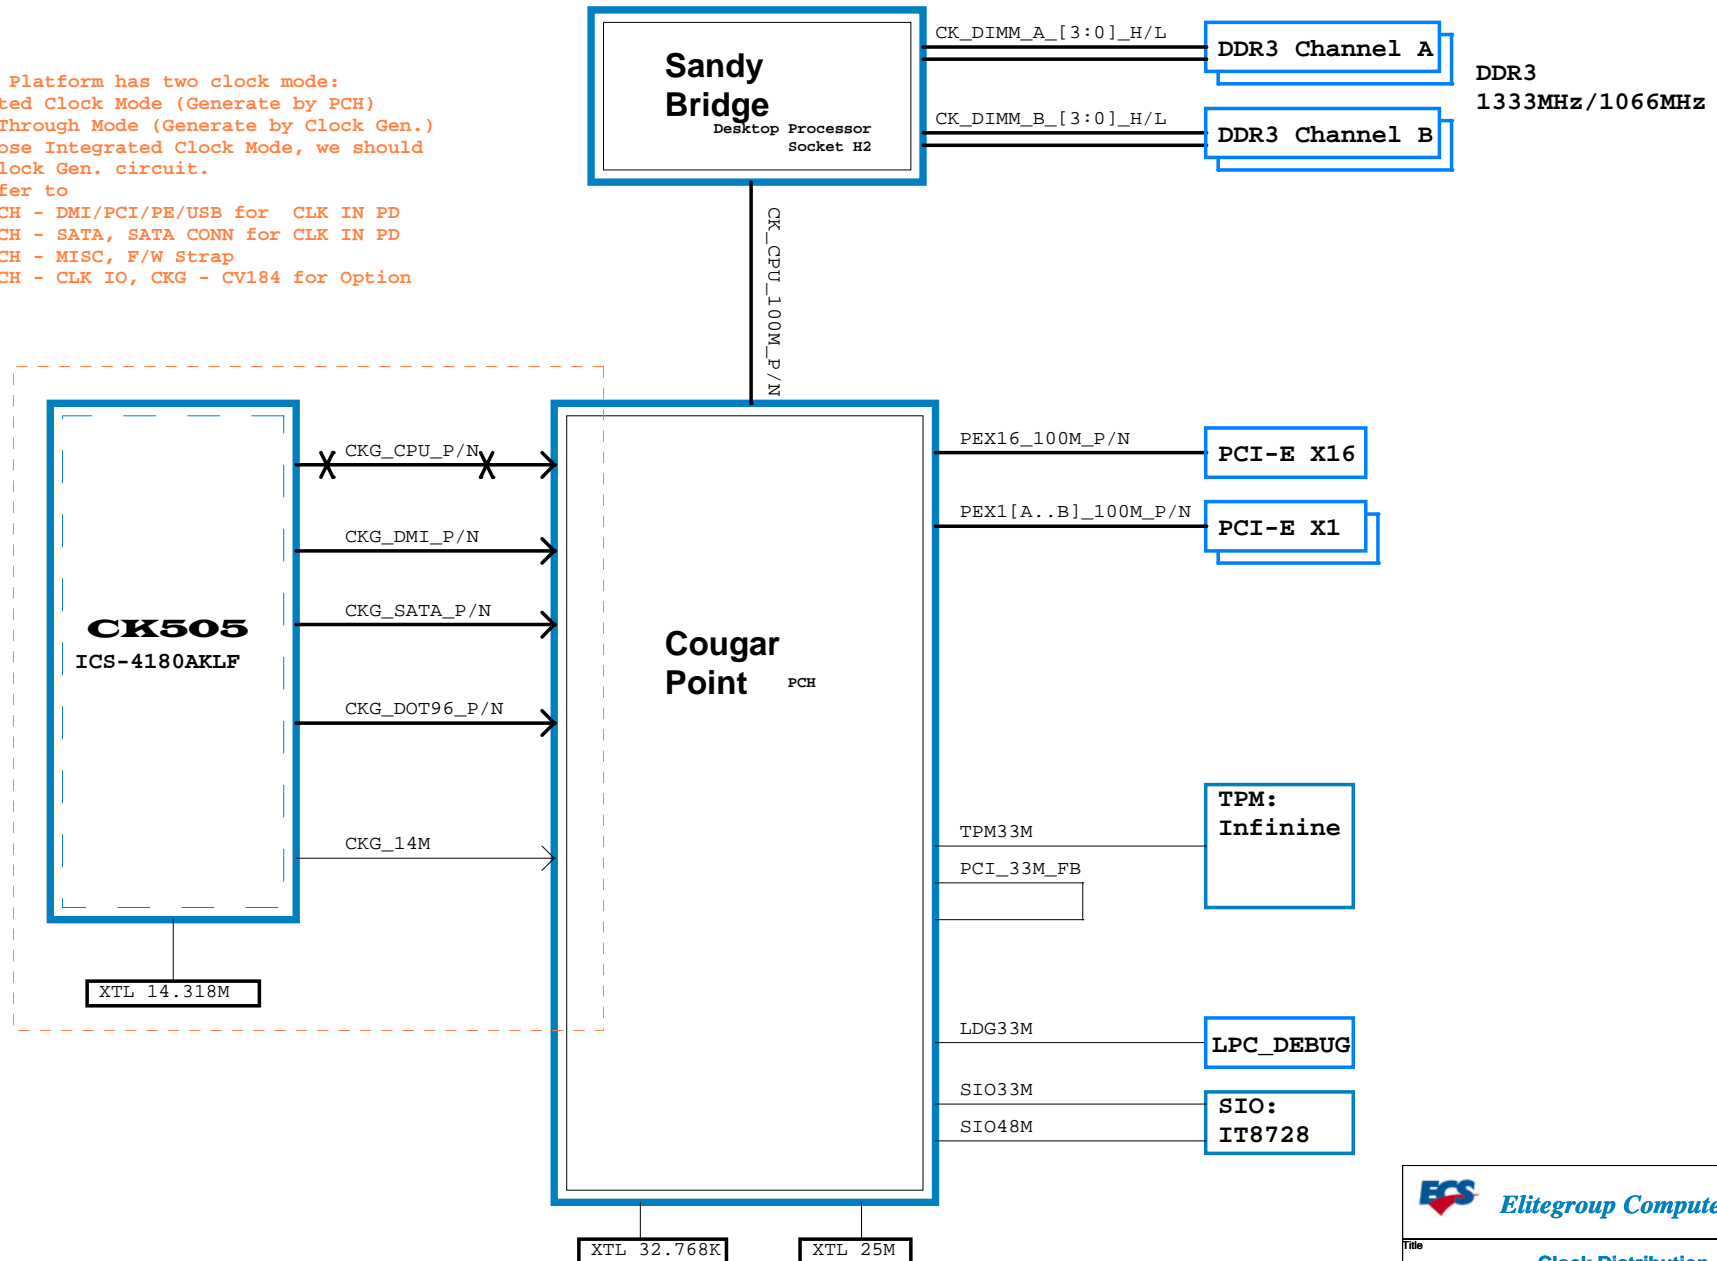 Platform has two clock mode:
ted Clock Mode (Generate by PCH)
Through Mode (Generate by Clock Gen.)
ose Integrated Clock Mode, we should
lock Gen. circuit.
fer to
CH - DMI/PCI/PE/USB for CLK IN PD
CH - SATA, SATA CONN for CLK IN PD
CH - MISC, F/W Strap
CH - CLK IO, CKG - CV184 for Option
Sandy
Bridge
Desktop Processor
Socket H2
CK_DIMM_A_[3:0]_H/L
DDR3 Channel A
CK_DIMM_B_[3:0]_H/L
DDR3 Channel B
DDR3
1333MHz/1066MHz
CK_CPU_100M_P/N
CK505
ICS-4180AKLF
XTL 14.318M
CKG_CPU_P/N
CKG_DMI_P/N
CKG_SATA_P/N
CKG_DOT96_P/N
CKG_14M
Cougar
Point
PCH
PEX16_100M_P/N
PCI-E X16
PEX1[A..B]_100M_P/N
PCI-E X1
TPM33M
TPM:
Infinine
PCI_33M_FB
LDG33M
LPC_DEBUG
SIO33M
SIO48M
SIO:
IT8728
XTL 32.768K
XTL 25M
ECS
Elitegroup Compute
Title
Clock Distribution